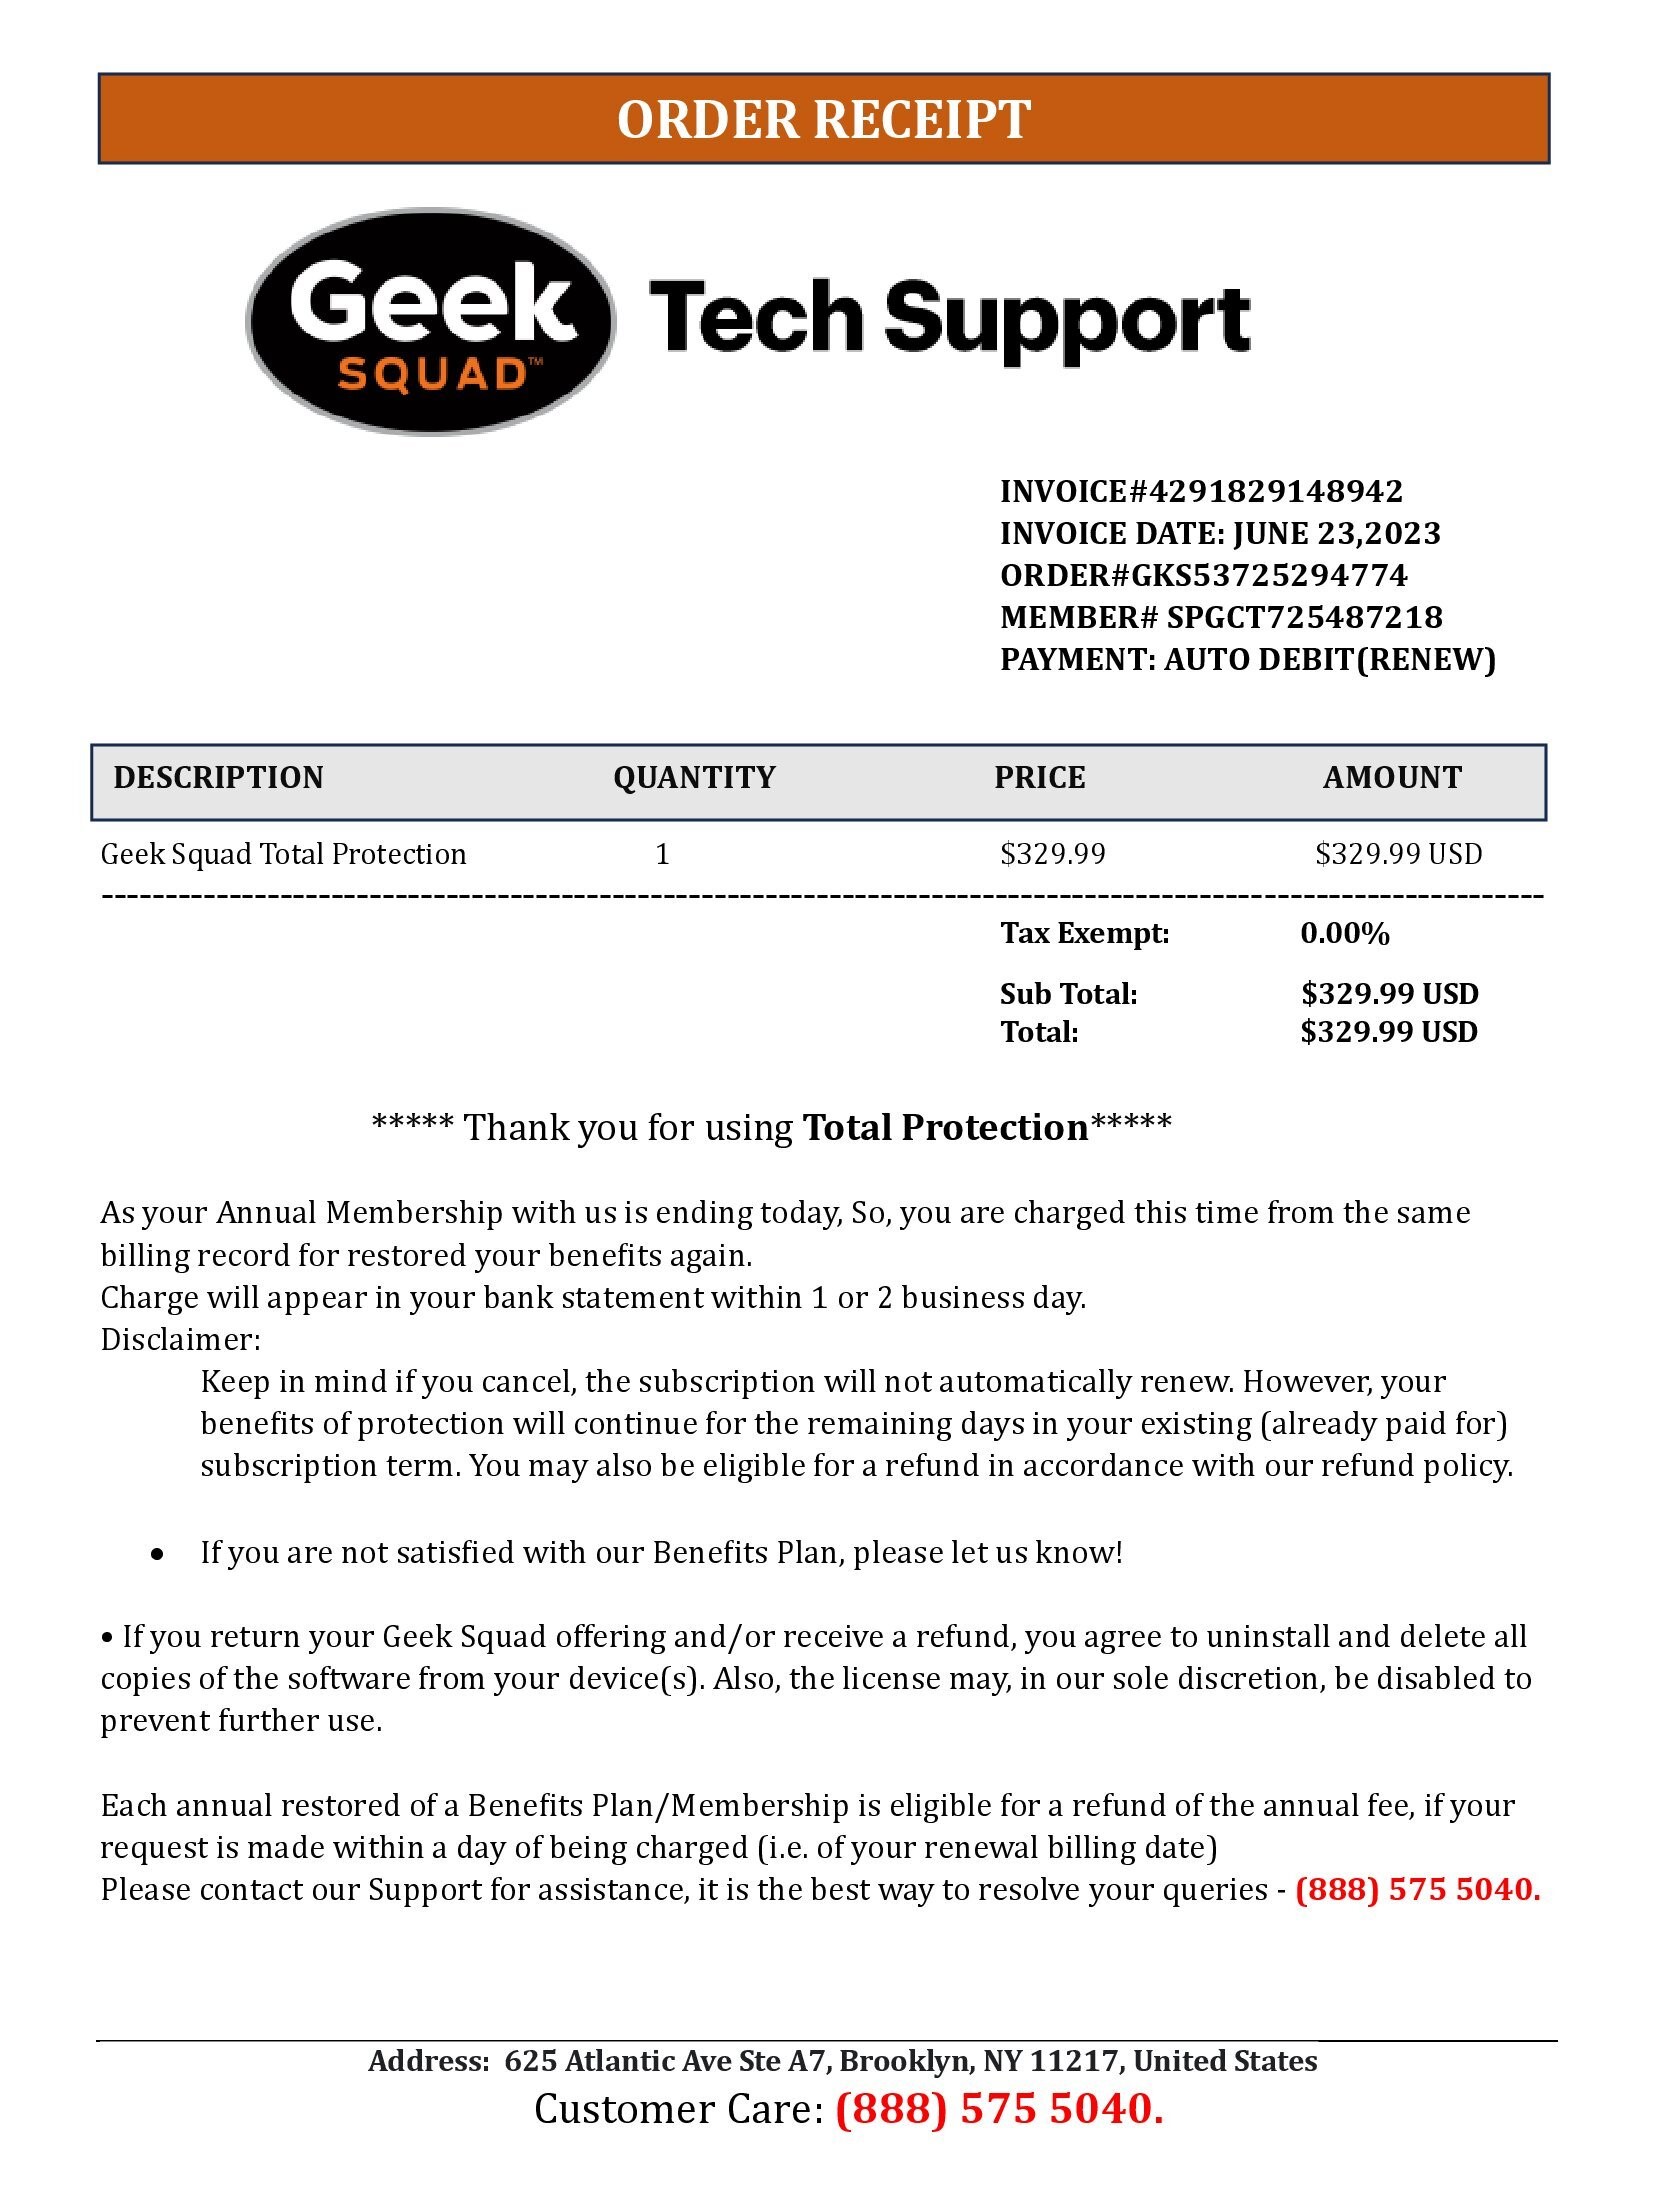 ORDER RECEIPT
Geek
SQUAD™
Tech Support
INVOICE#4291829148942
INVOICE DATE: JUNE 23,2023
ORDER#GKS53725294774
MEMBER# SPGCT725487218
PAYMENT: AUTO DEBIT(RENEW)
DESCRIPTION QUANTITY PRICE AMOUNT
Geek Squad Total Protection 1 $329.99 $329.99 USD
Tax Exempt: 0.00%
Sub Total: $329.99 USD
Total: $329.99 USD
***** Thank you for using Total Protection*****
As your Annual Membership with us is ending today, So, you are charged this time from the same
billing record for restored your benefits again.
Charge will appear in your bank statement within 1 or 2 business day.
Disclaimer:
Keep in mind if you cancel, the subscription will not automatically renew. However, your
benefits of protection will continue for the remaining days in your existing (already paid for)
subscription term. You may also be eligible for a refund in accordance with our refund policy.
• If you are not satisfied with our Benefits Plan, please let us know!
• If you return your Geek Squad offering and/or receive a refund, you agree to uninstall and delete all
copies of the software from your device(s). Also, the license may, in our sole discretion, be disabled to
prevent further use.
Each annual restored of a Benefits Plan/Membership is eligible for a refund of the annual fee, if your
request is made within a day of being charged (i.e. of your renewal billing date)
Please contact our Support for assistance, it is the best way to resolve your queries - (888) 575 5040.
Address: 625 Atlantic Ave Ste A7, Brooklyn, NY 11217, United States
Customer Care: (888) 575 5040.